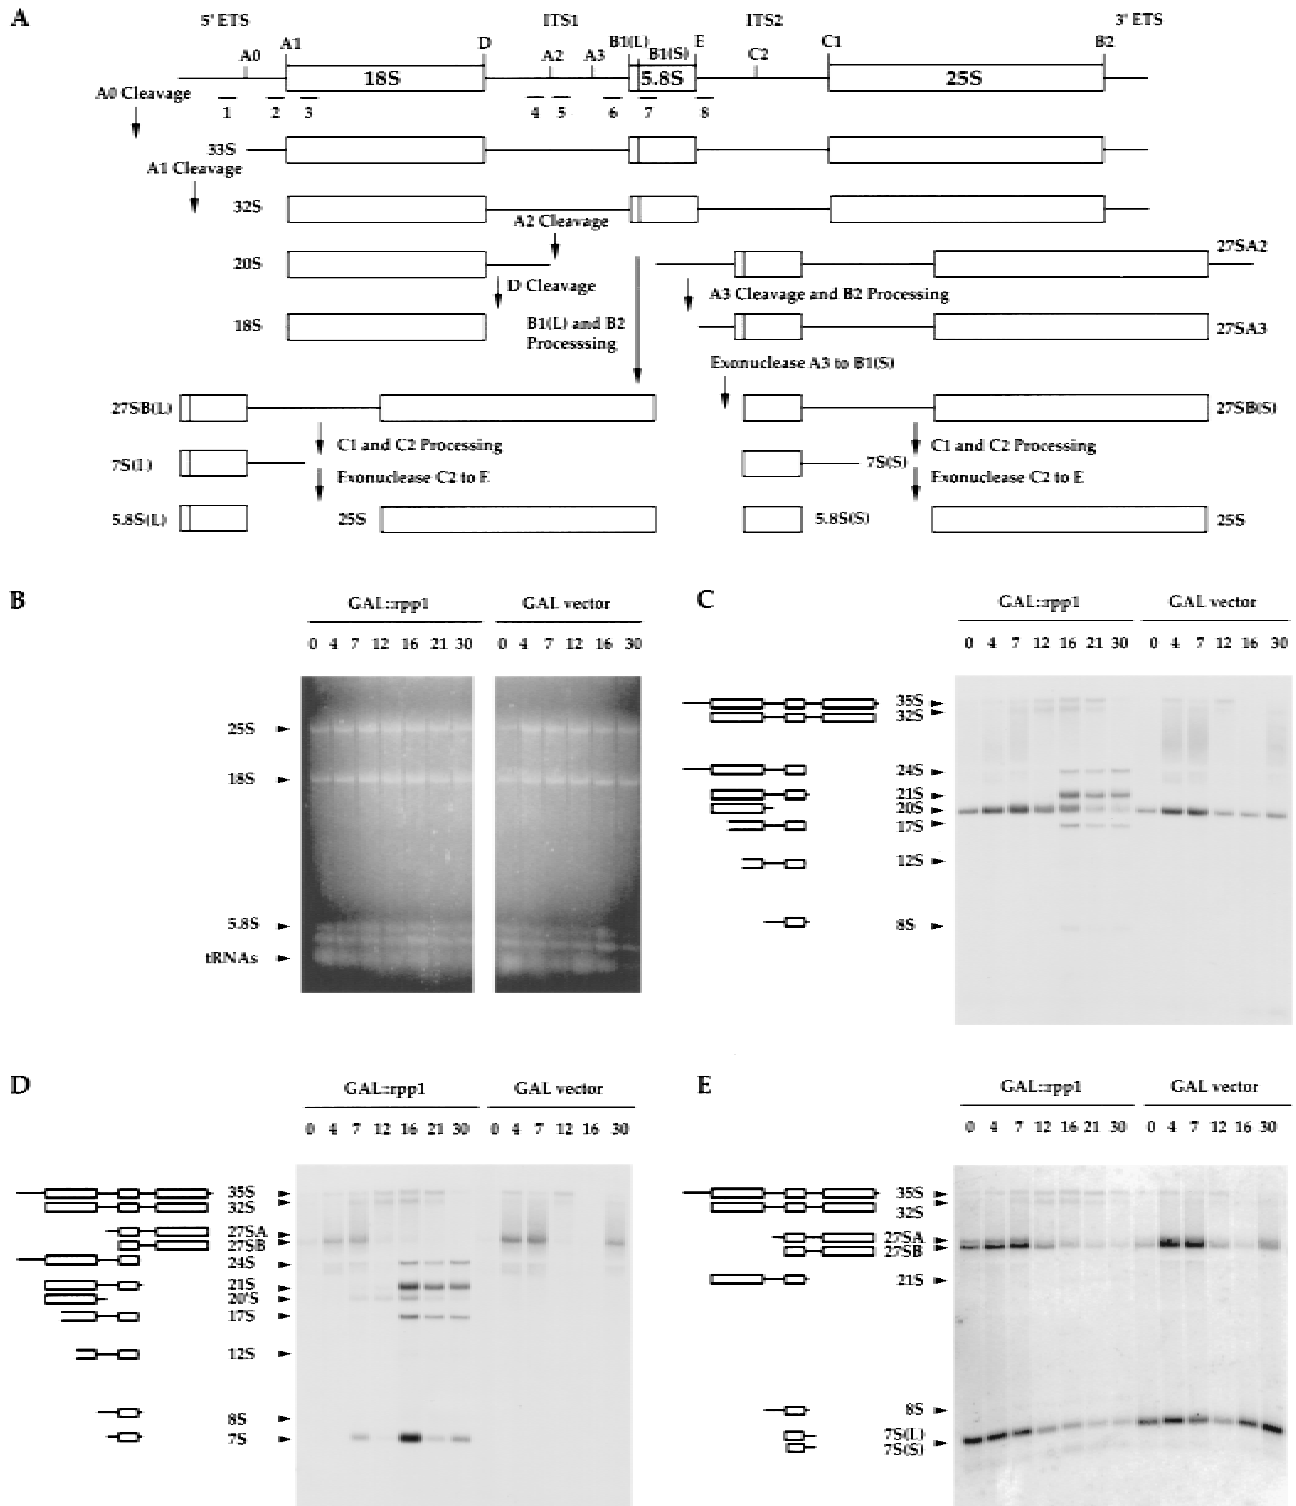 A
5' ETS ITS1 ITS2 3' ETS
A0 A1 D A2 A3 B1(L) B1(S) E C2 C1 B2
18S 5.8S 25S
A0 Cleavage
1 2 3 4 5 6 7 8
33S
A1 Cleavage
32S
A2 Cleavage
20S 27SA2
D Cleavage A3 Cleavage and B2 Processing
18S B1(L) and B2 27SA3
Processsing
Exonuclease A3 to B1(S)
27SB(L) 27SB(S)
C1 and C2 Processing C1 and C2 Processing
7S(L) 7S(S)
Exonuclease C2 to E Exonuclease C2 to E
5.8S(L) 25S 5.8S(S) 25S
B
GAL::rpp1 GAL vector
0 4 7 12 16 21 30 0 4 7 12 16 30
25S
18S
5.8S
tRNAs
C
GAL::rpp1 GAL vector
0 4 7 12 16 21 30 0 4 7 12 16 30
35S
32S
24S
21S
20S
17S
12S
8S
D
GAL::rpp1 GAL vector
0 4 7 12 16 21 30 0 4 7 12 16 30
35S
32S
27SA
27SB
24S
21S
20'S
17S
12S
8S
7S
E
GAL::rpp1 GAL vector
0 4 7 12 16 21 30 0 4 7 12 16 30
35S
32S
27SA
27SB
21S
8S
7S(L)
7S(S)